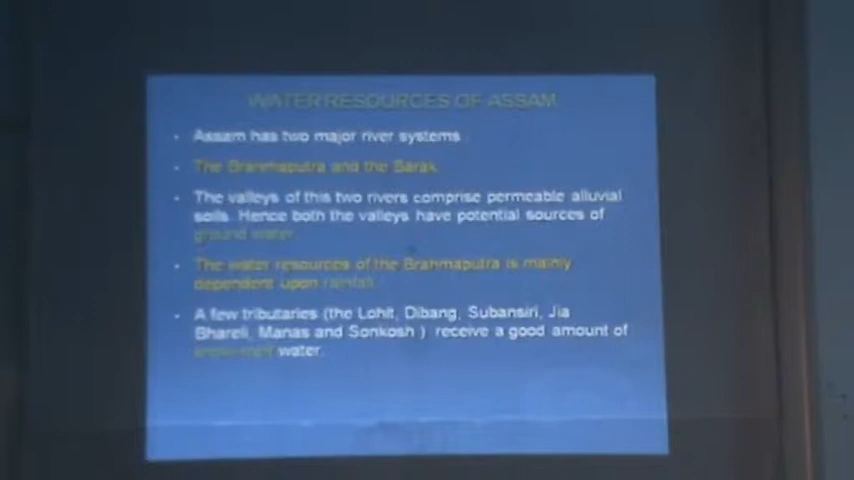 WATER RESOURCES OF ASSAM
Assam has two major river systems
The Brahmaputra and the Barak
The valleys of this two rivers comprise permeable alluvial
soils. Hence both the valleys have potential sources of
ground water.
The water resources of the Brahmaputra is mainly
dependent upon rainfall.
A few tributaries (the Lohit, Dibang, Subansiri, Jia
Bhareli, Manas and Sonkosh ) receive a good amount of
water.